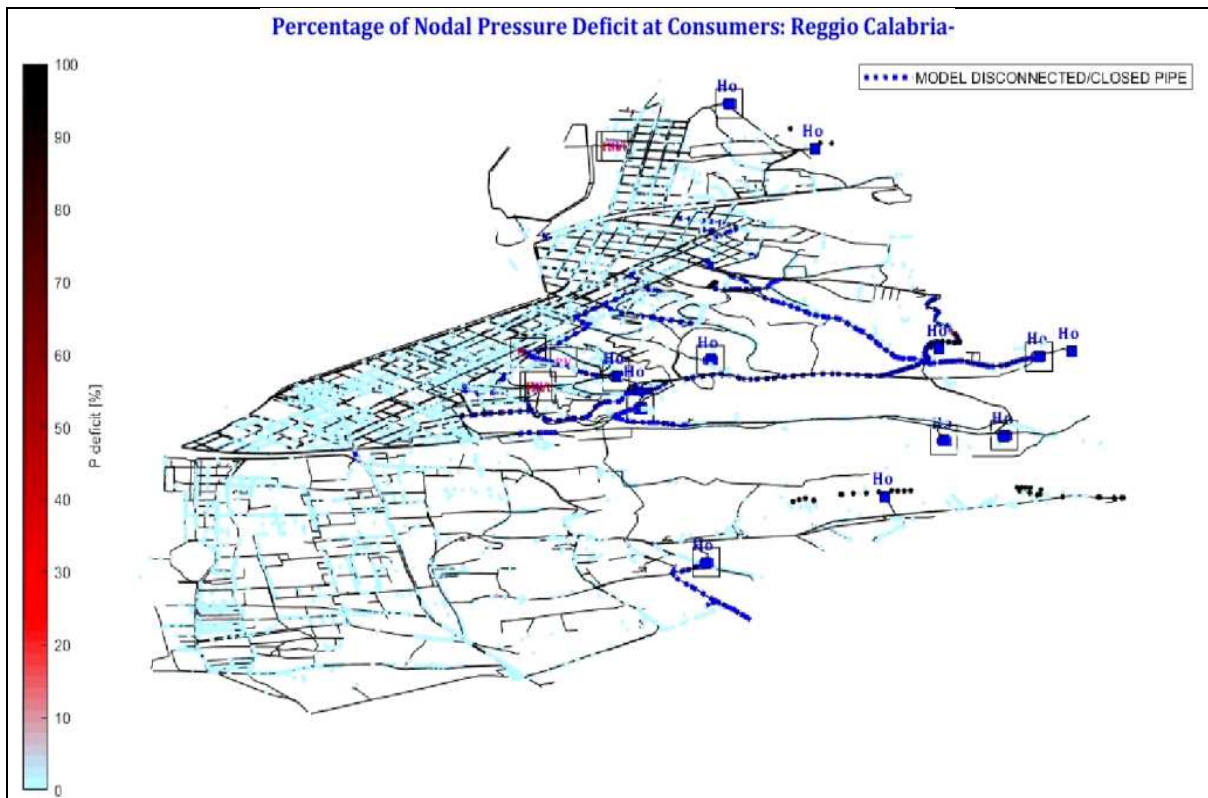 Percentage of Nodal Pressure Deficit at Consumers: Reggio Calabria-
MODEL DISCONNECTED/CLOSED PIPE
100
90
80
70
60
50
40
30
20
10
0
P deficit [%]
Ho
Ho
Ho
Ho
Ho
Ho
Ho
Ho
Ho
Ho
Ho
Ho